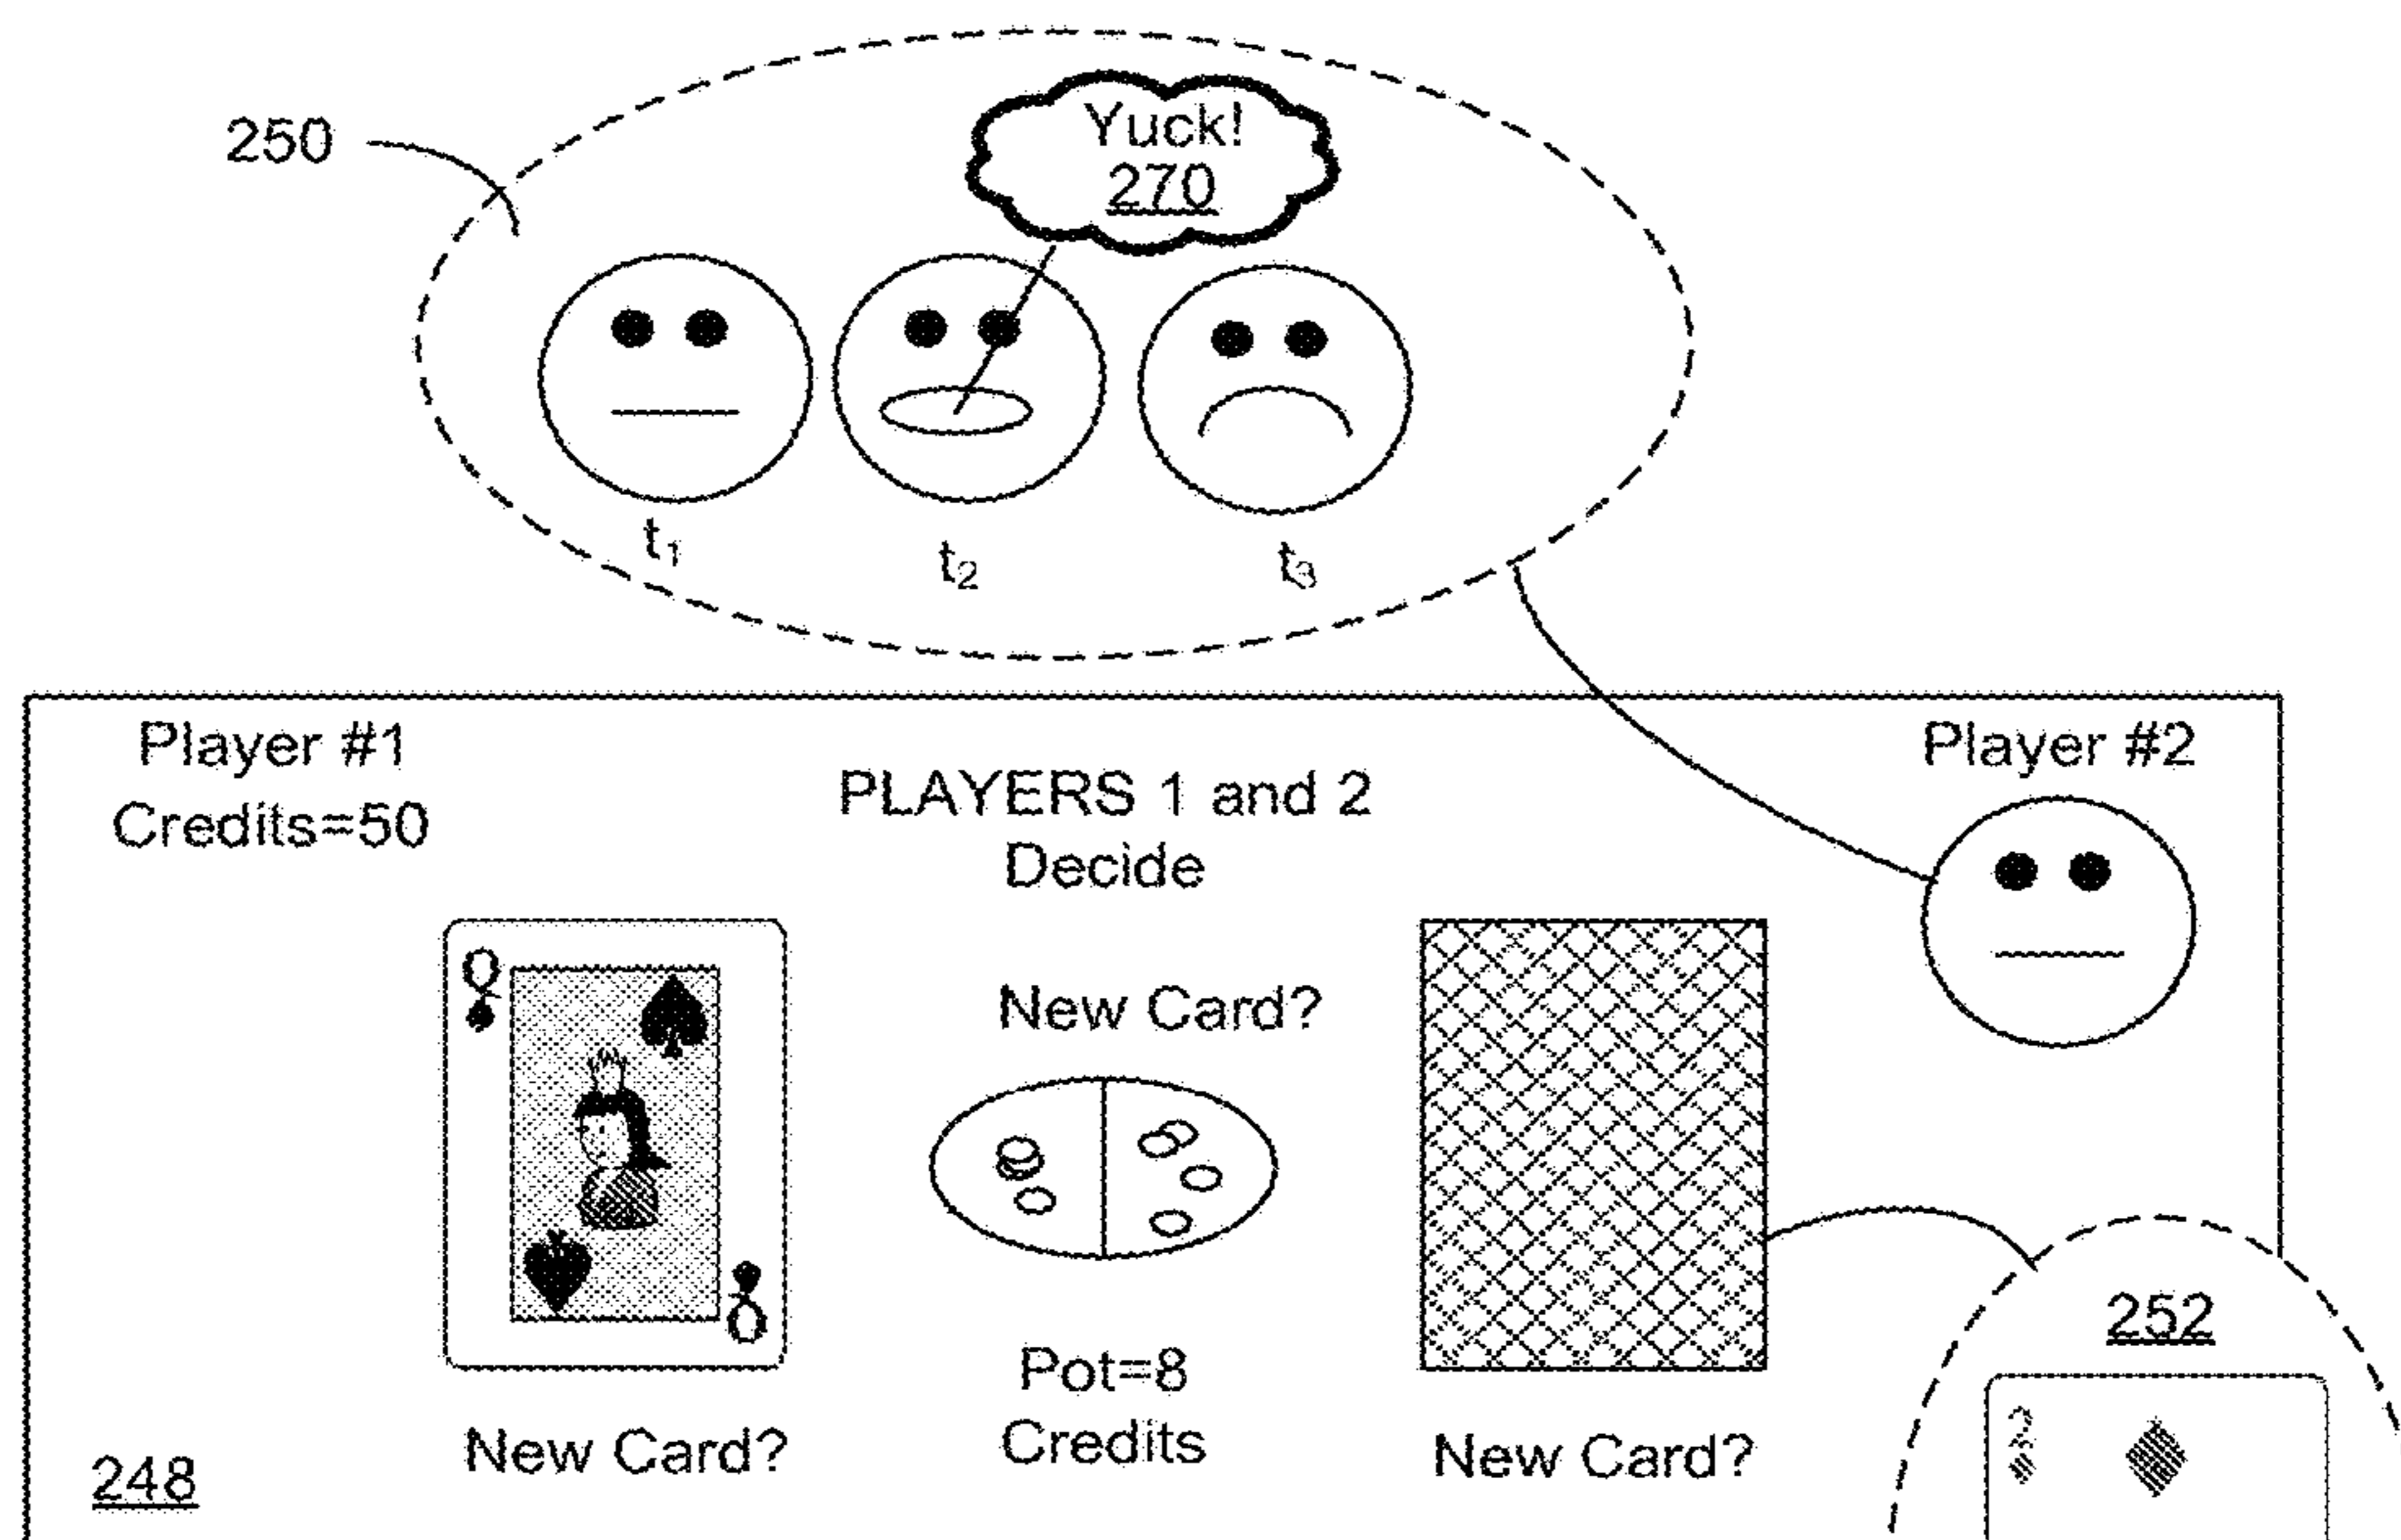 250
Yuck!
270
t1
t2
t3
Player #1
Credits=50
PLAYERS 1 and 2
Decide
Player #2
Q
New Card?
Q
Pot=8
Credits
New Card?
New Card?
248
252
2